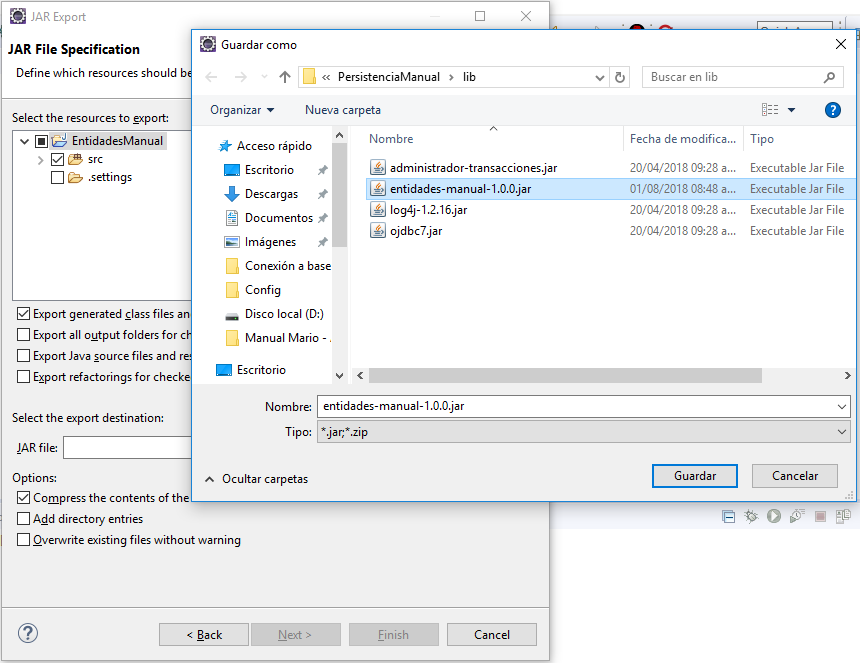 JAR Export
JAR File Specification
Define which resources should be
Select the resources to export:
EntidadesManual
src
.settings
Export generated class files an
Export all output folders for ch
Export Java source files and res
Export refactorings for checke
Select the export destination:
JAR file:
Options:
Compress the contents of the
Add directory entries
Overwrite existing files without warning
?
< Back
Next >
Finish
Cancel
Guardar como
« PersistenciaManual > lib
Buscar en lib
Organizar
Nueva carpeta
?
Acceso rápido
Escritorio
Descargas
Documentos
Imágenes
Conexión a base
Config
Disco local (D:)
Manual Mario - .
Escritorio
Nombre Fecha de modifica... Tipo
administrador-transacciones.jar 20/04/2018 09:28 a... Executable Jar File
entidades-manual-1.0.0.jar 01/08/2018 08:48 a... Executable Jar File
log4j-1.2.16.jar 20/04/2018 09:28 a... Executable Jar File
ojdbc7.jar 20/04/2018 09:28 a... Executable Jar File
Nombre: entidades-manual-1.0.0.jar
Tipo: *.jar;*.zip
Ocultar carpetas
Guardar
Cancelar